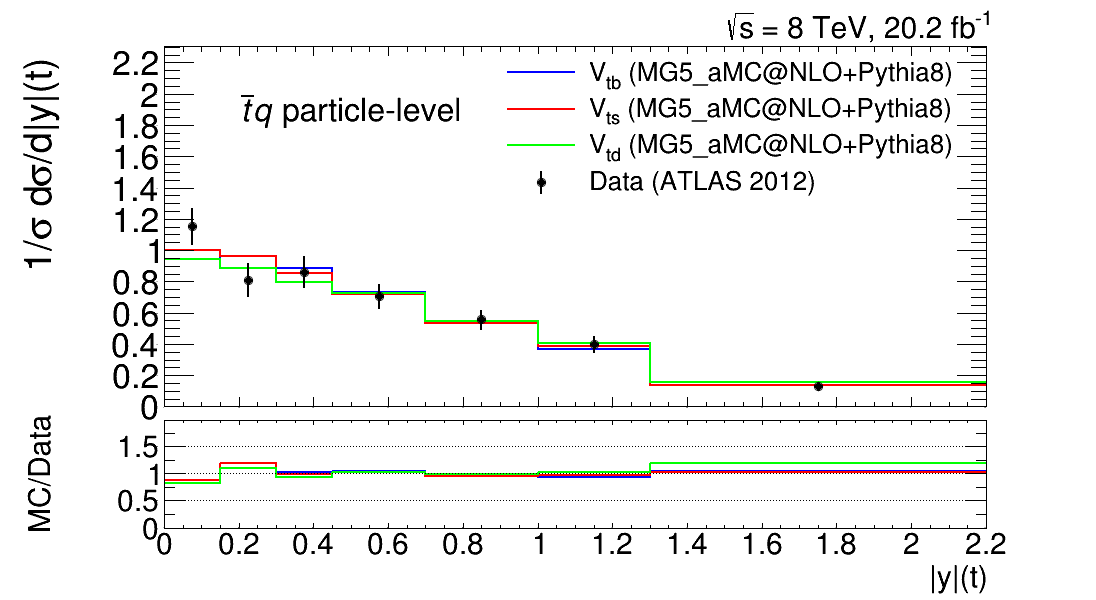 √s = 8 TeV, 20.2 fb⁻¹
1/σ dσ/d|y|(t)
2.2
2
1.8
1.6
1.4
1.2
1
0.8
0.6
0.4
0.2
0
t̄q particle-level
V_tb (MG5_aMC@NLO+Pythia8)
V_ts (MG5_aMC@NLO+Pythia8)
V_td (MG5_aMC@NLO+Pythia8)
Data (ATLAS 2012)
MC/Data
1.5
1
0.5
0
0 0.2 0.4 0.6 0.8 1 1.2 1.4 1.6 1.8 2 2.2
|y|(t)